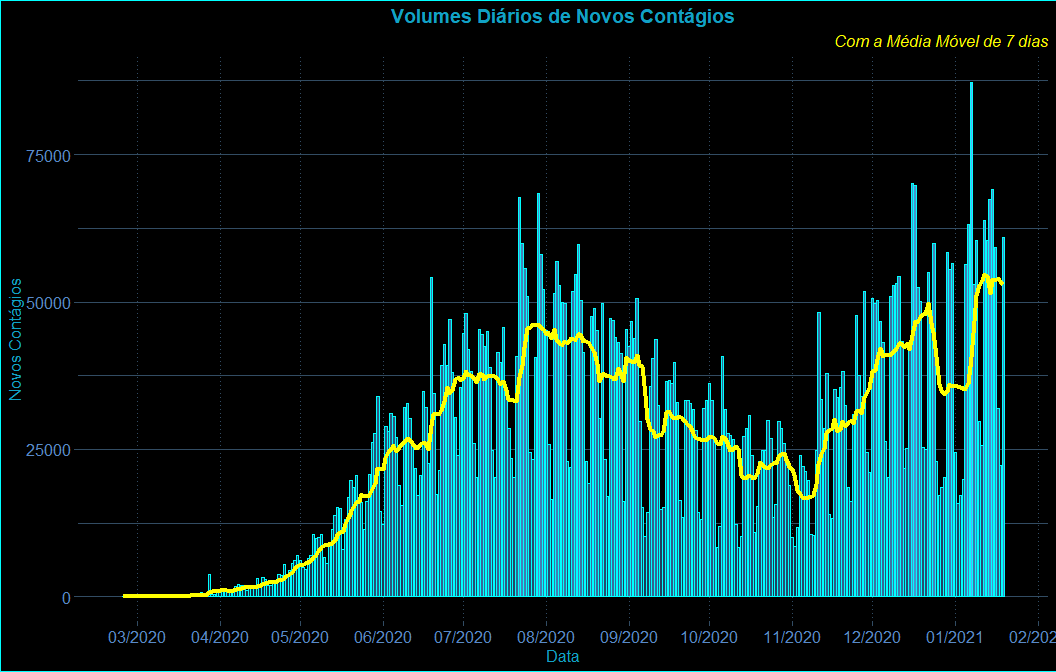 Volumes Diários de Novos Contágios
Com a Média Móvel de 7 dias
Novos Contágios
75000
50000
25000
0
03/2020 04/2020 05/2020 06/2020 07/2020 08/2020 09/2020 10/2020 11/2020 12/2020 01/2021 02/202
Data